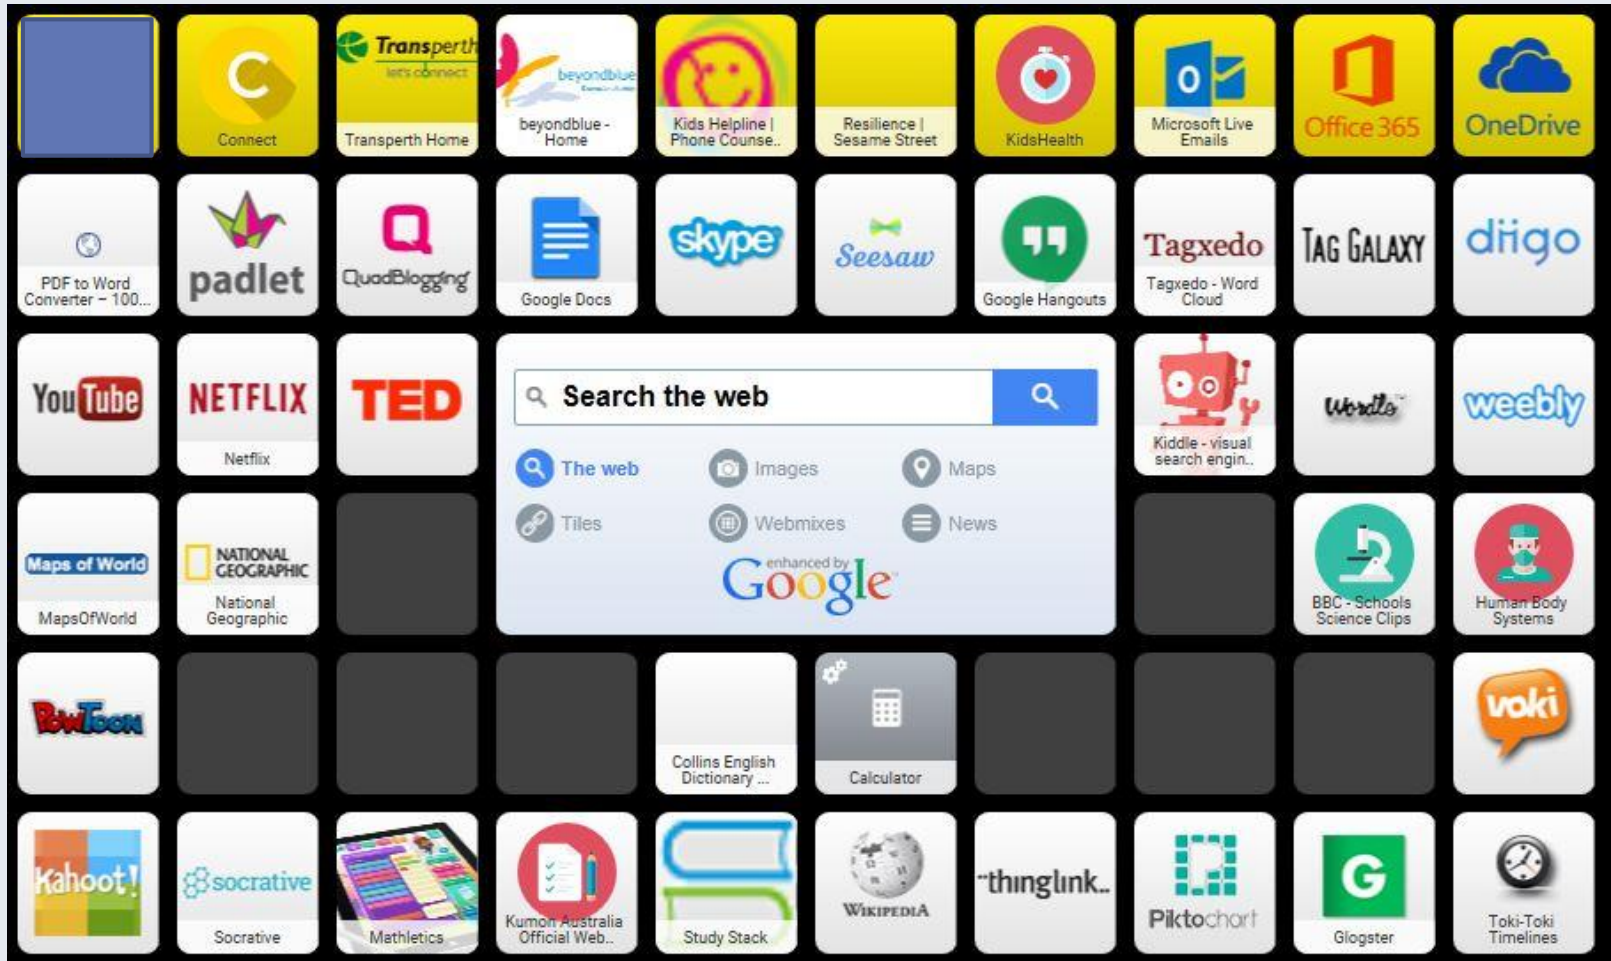 C
Connect
Transperth
let's connect
Transperth Home
beyondblue
beyondblue -
Home
Kids Helpline |
Phone Counse..
Resilience |
Sesame Street
KidsHealth
O
Microsoft Live
Emails
Office 365
OneDrive
PDF to Word
Converter – 100...
padlet
Q
QuadBlogging
Google Docs
skype
Seesaw
Google Hangouts
Tagxedo
Tagxedo - Word
Cloud
TAG GALAXY
diigo
YouTube
NETFLIX
Netflix
TED
Search the web
The web
Images
Maps
Tiles
Webmixes
News
enhanced by
Google™
Kiddle - visual
search engin..
Wordle™
weebly
Maps of World
MapsOfWorld
NATIONAL
GEOGRAPHIC
National
Geographic
BBC - Schools
Science Clips
Human Body
Systems
POWTOON
Collins English
Dictionary ...
Calculator
voki
Kahoot!
socrative
Socrative
Mathletics
Kumon Australia
Official Web..
Study Stack
WIKIPEDIA
thinglink..
Piktochart
G
Glogster
Toki-Toki
Timelines